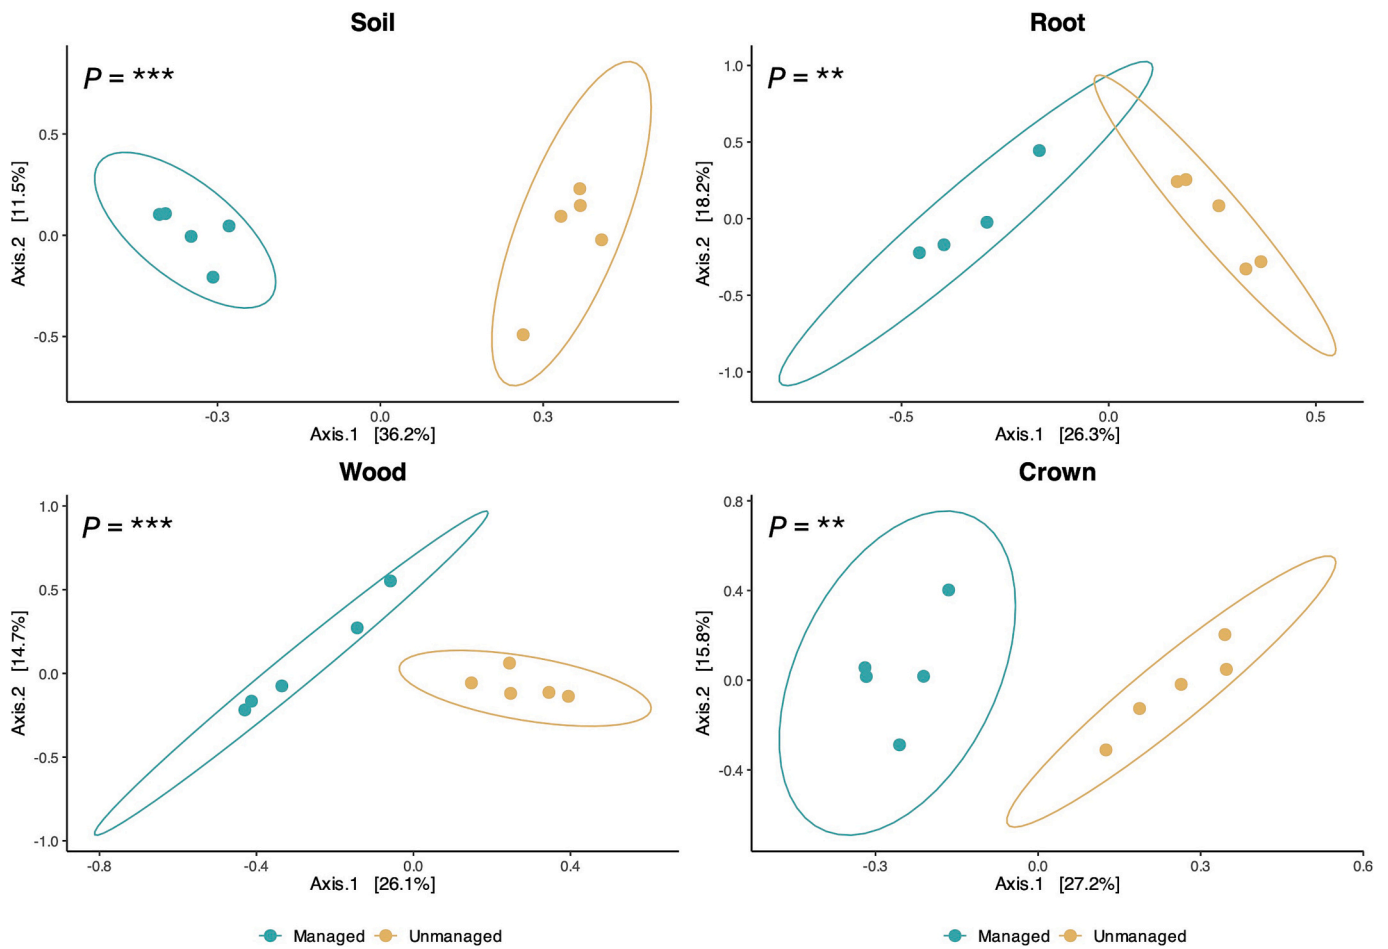 Soil
P = ***
0.5
0.0
-0.5
Axis.2 [11.5%]
-0.3
0.0
0.3
Axis.1 [36.2%]
Root
P = **
1.0
0.5
0.0
-0.5
-1.0
Axis.2 [18.2%]
-0.5
0.0
0.5
Axis.1 [26.3%]
Wood
P = ***
1.0
0.5
0.0
-0.5
-1.0
Axis.2 [14.7%]
-0.8
-0.4
0.0
0.4
Axis.1 [26.1%]
Crown
P = **
0.8
0.4
0.0
-0.4
Axis.2 [15.8%]
-0.3
0.0
0.3
0.6
Axis.1 [27.2%]
Managed Unmanaged
Managed Unmanaged